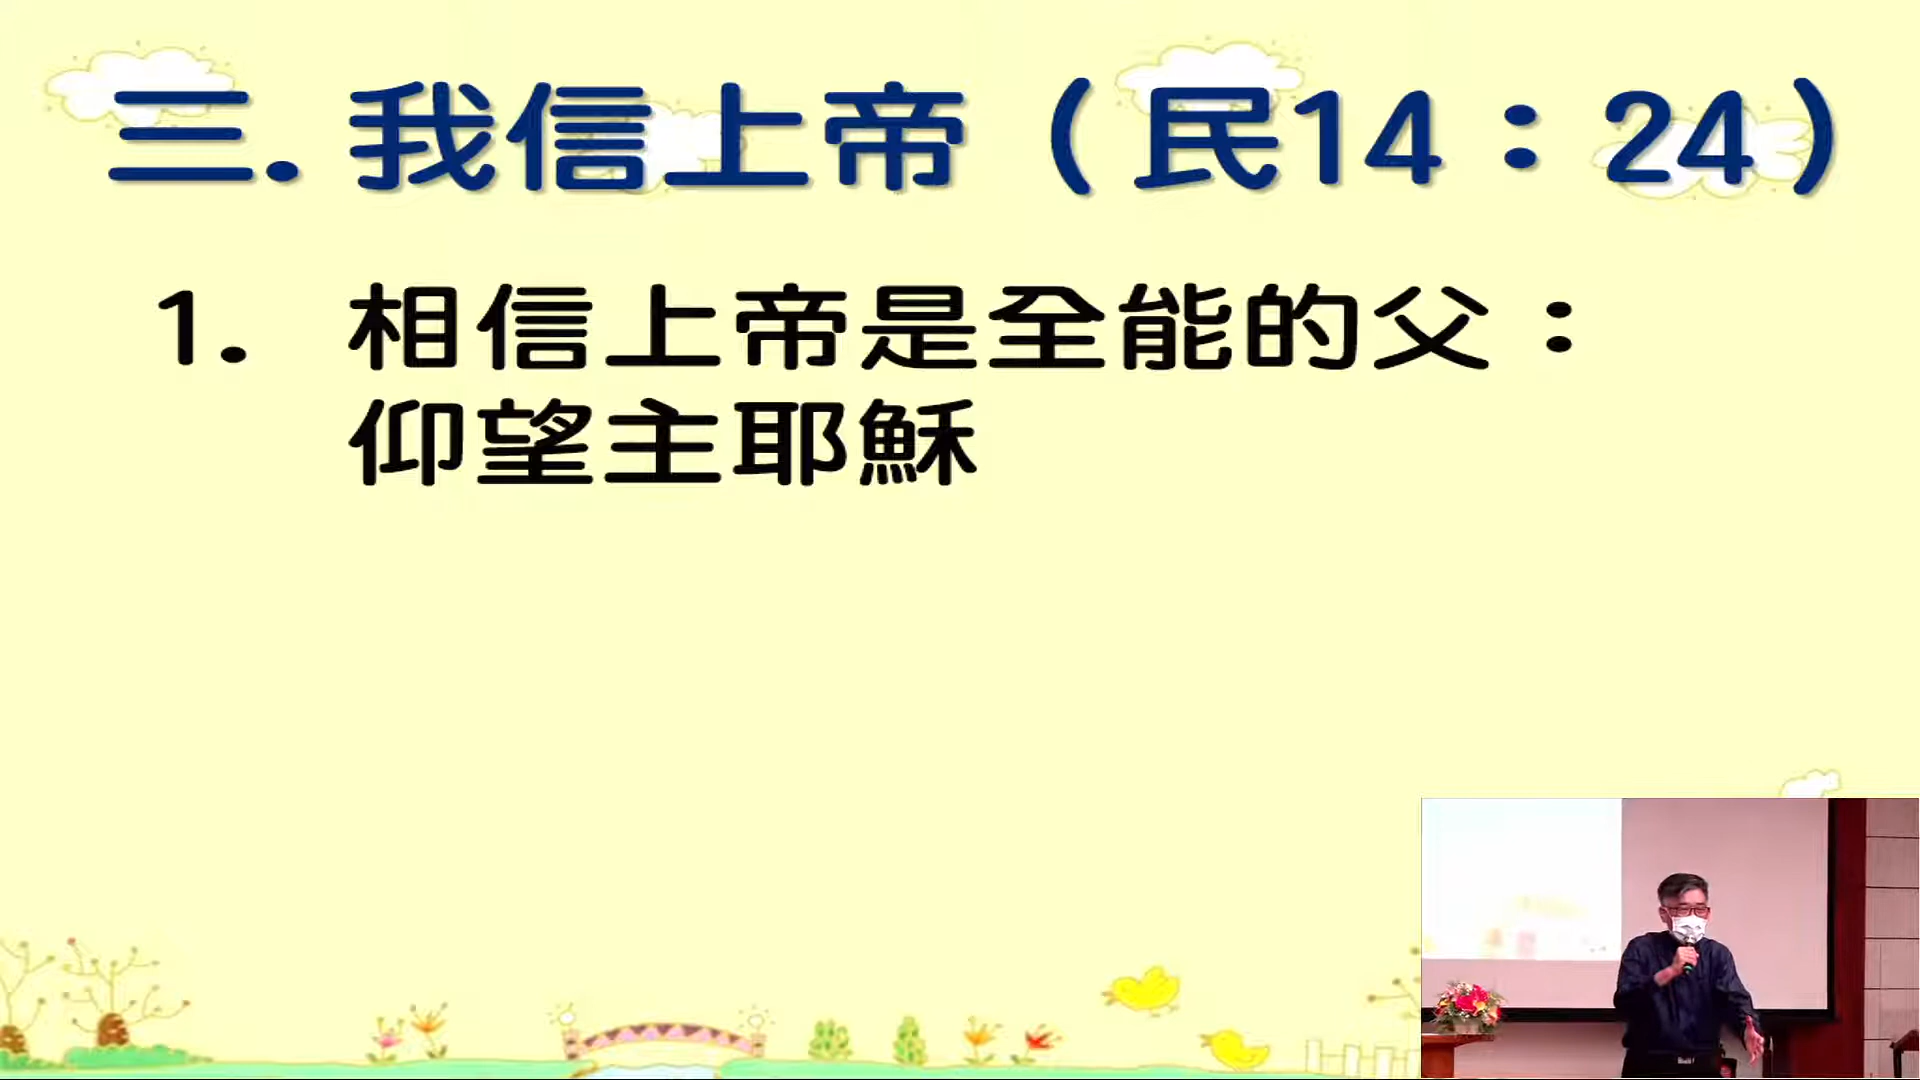 三. 我信上帝（民14：24）
1. 相信上帝是全能的父：
仰望主耶穌